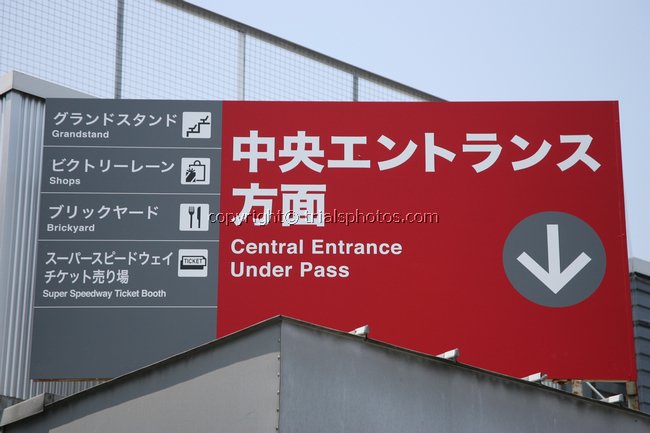 グランドスタンド
Grandstand
ビクトリーレーン
Shops
ブリックヤード
Brickyard
スーパースピードウェイ
チケット売り場
TICKET
Super Speedway Ticket Booth
中央エントランス
方面
copyright © trialsphotos.com
Central Entrance
Under Pass